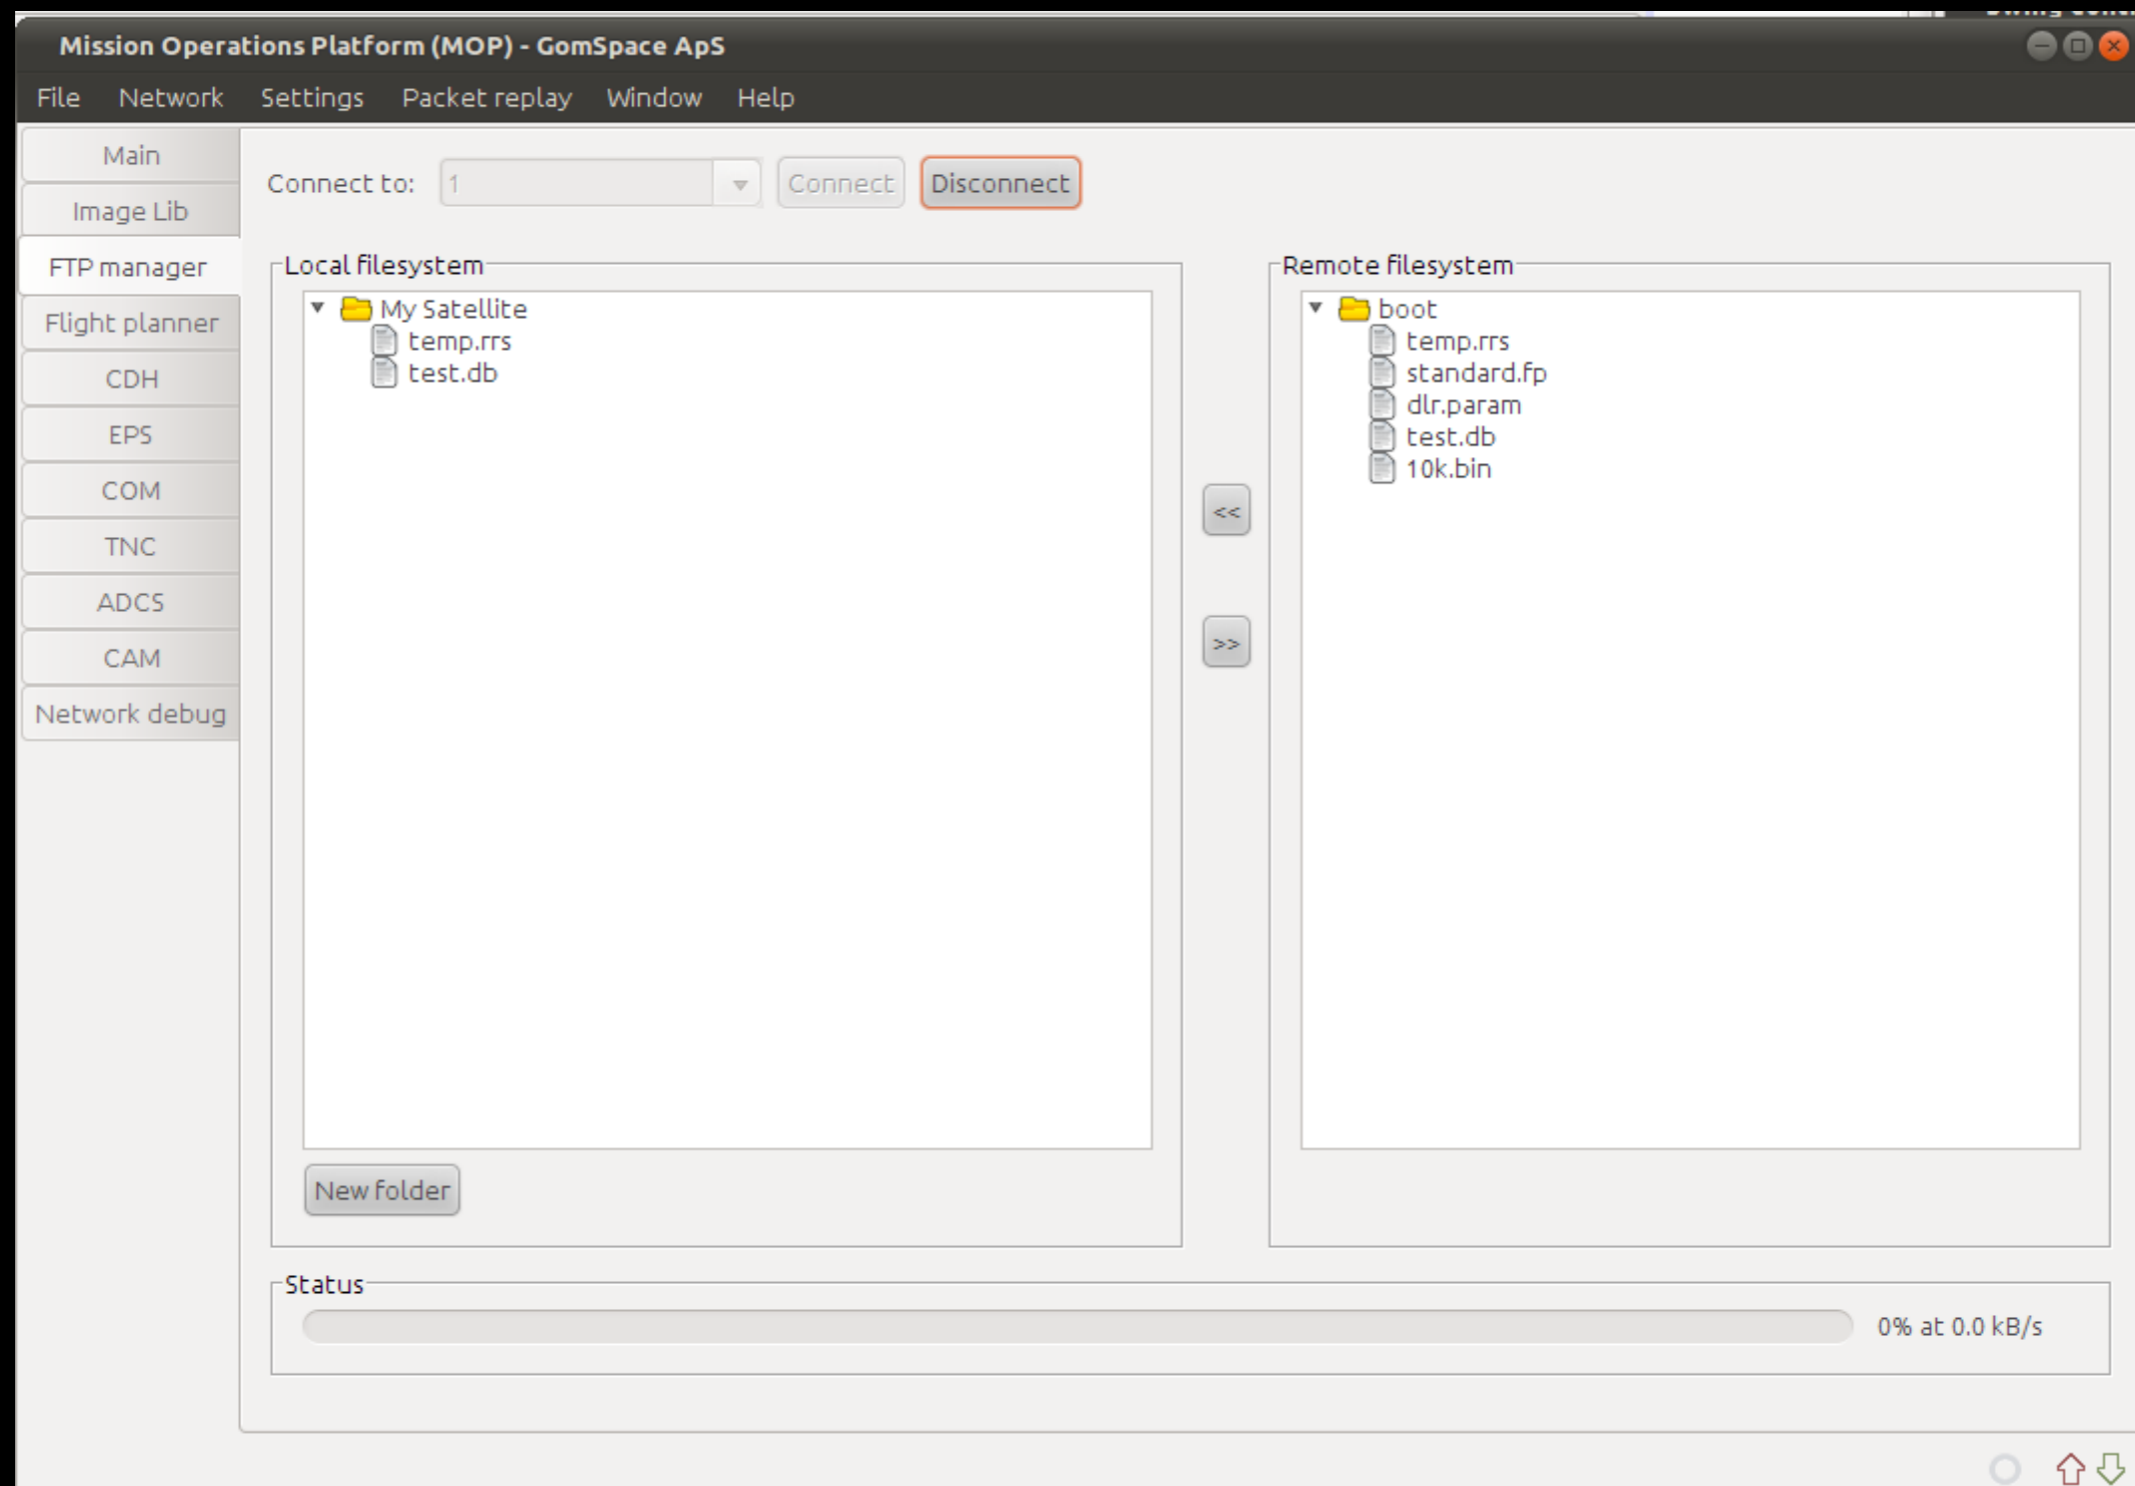 Mission Operations Platform (MOP) - GomSpace ApS
File Network Settings Packet replay Window Help
Main
Image Lib
FTP manager
Flight planner
CDH
EPS
COM
TNC
ADCS
CAM
Network debug
Connect to: 1 Connect Disconnect
Local filesystem
My Satellite
temp.rrs
test.db
New folder
<<
>>
Remote filesystem
boot
temp.rrs
standard.fp
dlr.param
test.db
10k.bin
Status
0% at 0.0 kB/s